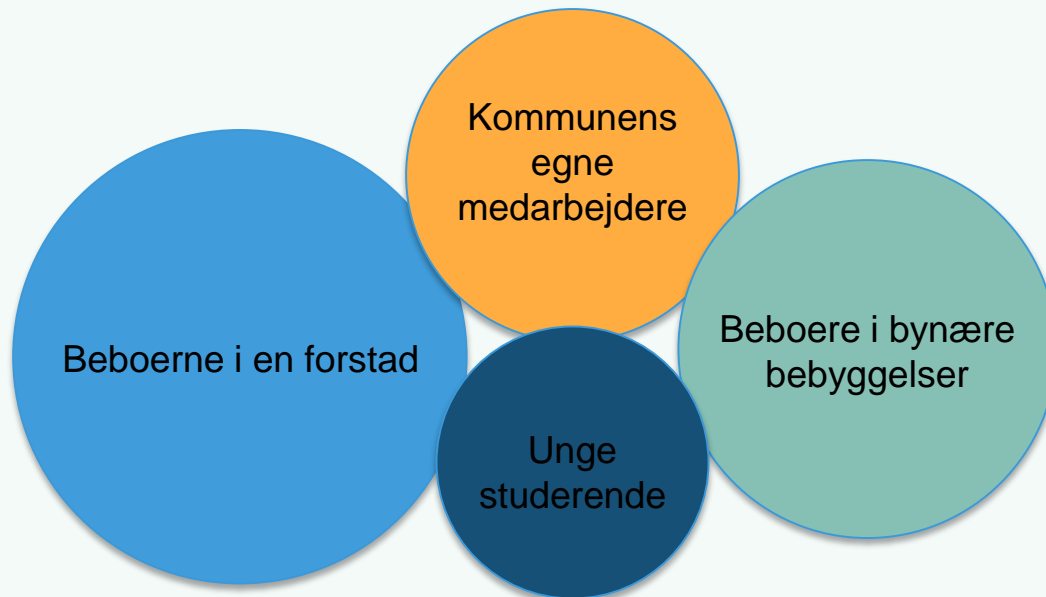 Kommunens
egne
medarbejdere
Beboerne i en forstad
Beboere i bynære
bebyggelser
Unge
studerende